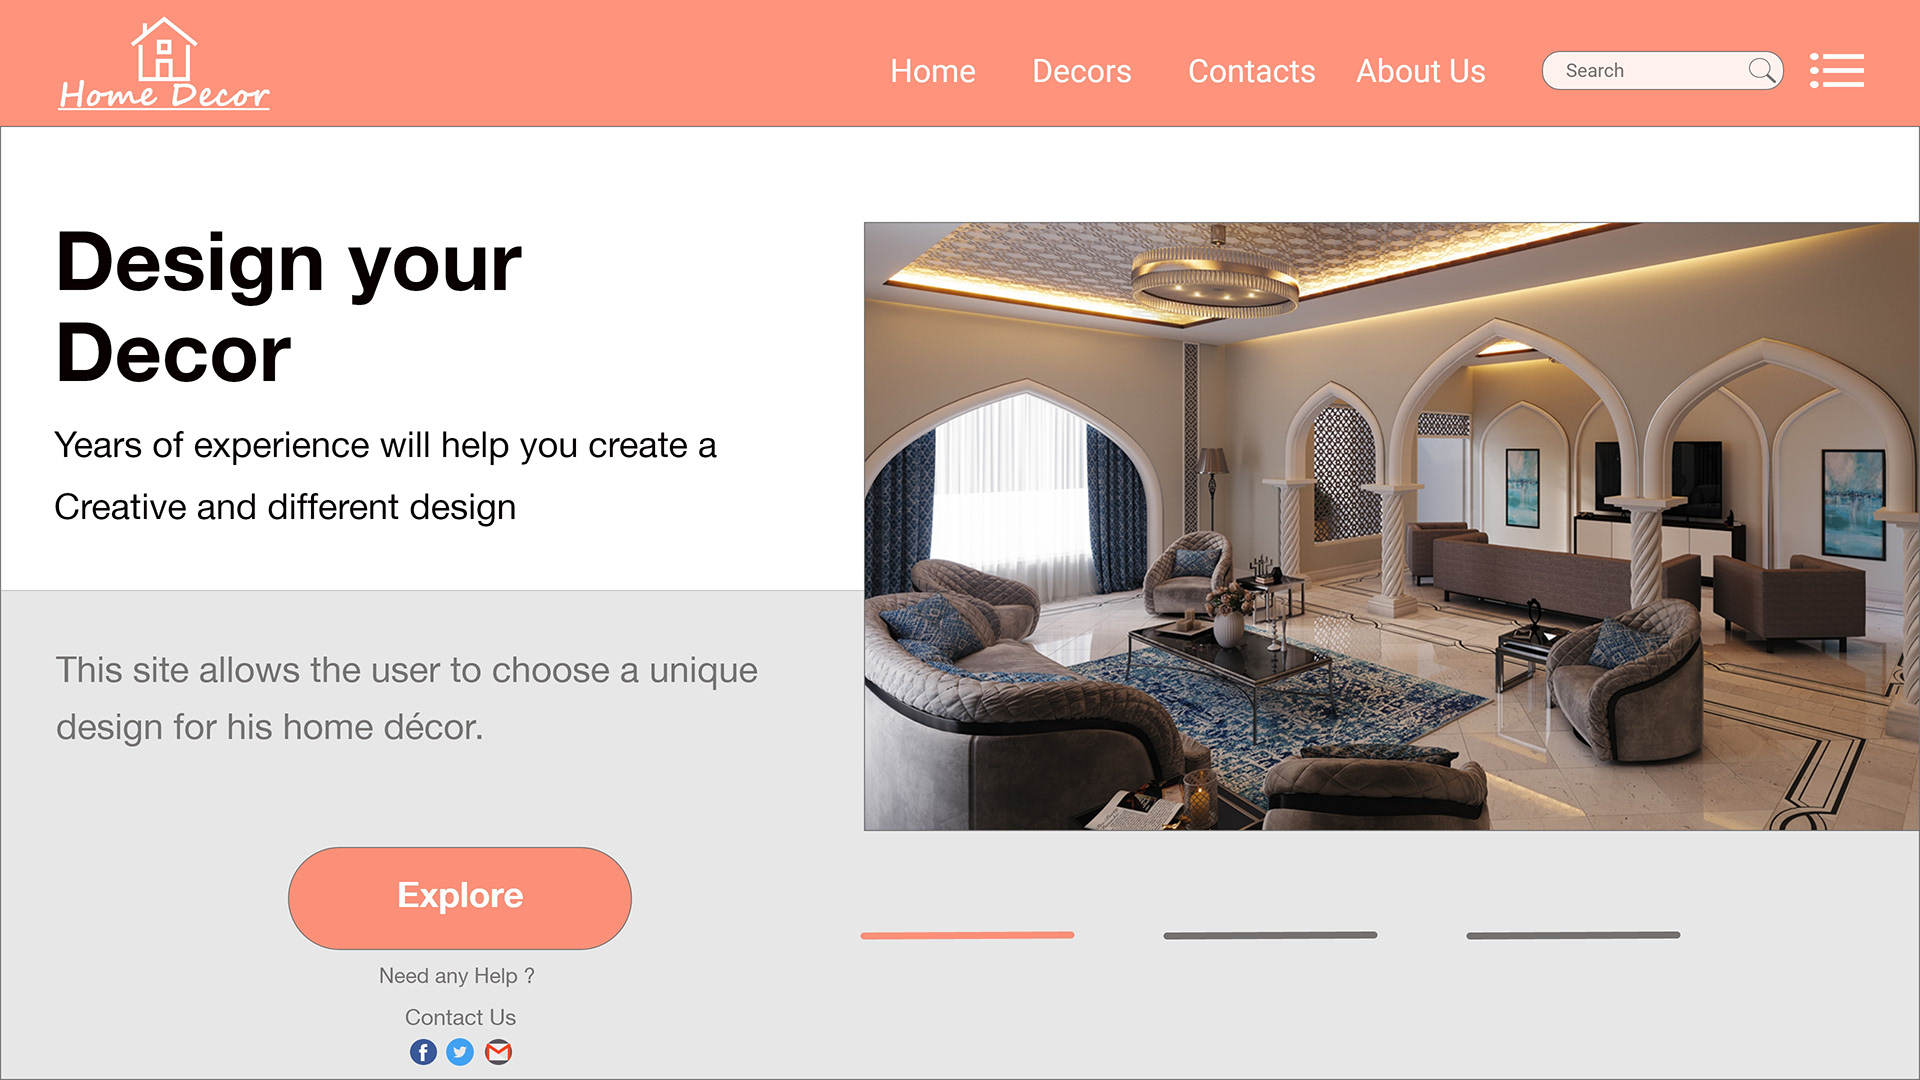 Home Decor
Home
Decors
Contacts
About Us
Search
Design your
Decor
Years of experience will help you create a
Creative and different design
This site allows the user to choose a unique
design for his home décor.
Explore
Need any Help ?
Contact Us